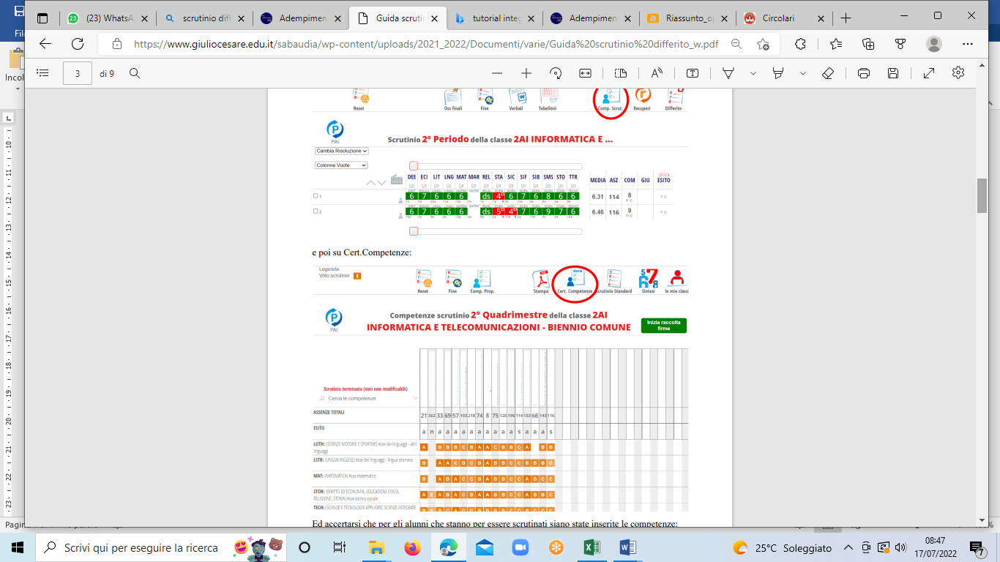 (23) WhatsA
scrutinio diff
Adempimen
Guida scrutin
tutorial integ
Adempimen
Riassunto_op
Circolari
https://www.giuliocesare.edu.it/sabaudia/wp-content/uploads/2021_2022/Documenti/varie/Guida%20scrutinio%20differito_w.pdf
File
3 di 9
Incol
Reset Oss finali Fine Verbali Tabelloni Comp. Scrut. Recuperi Differito
PAI
Scrutinio 2° Periodo della classe 2AI INFORMATICA E ...
Cambia Risoluzione
Colonne Vuote
DEE ECI LIT LNG MAT MAR REL STA SIC SIF SIB SMS STO TTR MEDIA ASZ COM GIU calcola ESITO
1 6 7 6 6 6 ds 4 6 7 6 8 6 6 6.31 114 8
2 6 7 6 6 6 ds 5 4 7 6 9 7 6 6.46 116 9
e poi su Cert.Competenze:
Legenda:
Voto scrutinio X
Reset Fine Comp. Prop. Stampa Cert. Competenze Scrutinio Standard Sintesi le mie classi
storia
PAI
Competenze scrutinio 2° Quadrimestre della classe 2AI
INFORMATICA E TELECOMUNICAZIONI - BIENNIO COMUNE
Inizia raccolta firme
Scrutinio terminato (voti non modificabili)
Cerca le competenze
ASSENZE TOTALI 21 362 33 69 57 103 218 74 8 75 125 196 114 153 66 143 116
ESITO a n a a a a a a a a a a s a a a s
LOTH: (SCIENZE MOTORIE E SPORTIVE) Asse dei linguaggi - altri linguaggi A B B B C B A A C B B C A B B
LSTR: (LINGUA INGLESE) Asse dei linguaggi - lingua straniera B A A C B C B A B B C C B B B D
MAT: (MATEMATICA) Asse matematico B A B A C C B A B B C C A B C C
STOR: (DIRITTO ED ECONOMIA, EDUCAZIONE CIVICA, RELIGIONE, STORIA) Asse storico sociale A E A B A C B A A B B C C A B B C
TECH: (SCIENZE E TECNOLOGIE APPLICATE, SCIENZE INTEGRATE
Ed accertarsi che per gli alunni che stanno per essere scrutinati siano state inserite le competenze:
Scrivi qui per eseguire la ricerca
25°C Soleggiato
08:47
17/07/2022
7